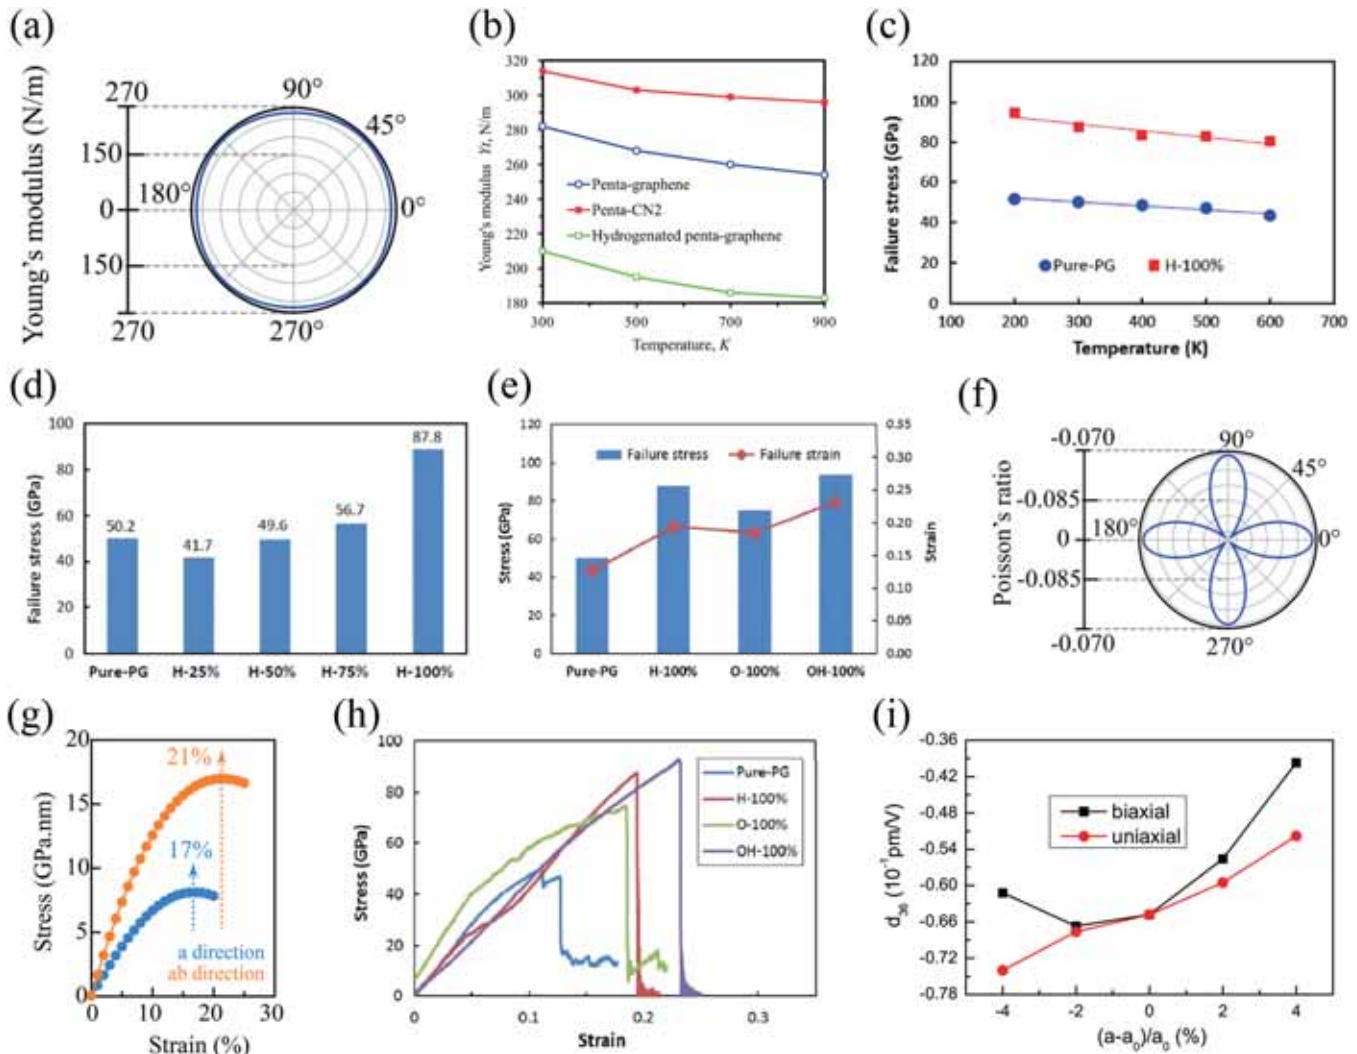 (a)
Young's modulus (N/m)
270
150
0
150
270
90°
45°
180°
0°
270°
(b)
Young's modulus Yt, N/m
320
300
280
260
240
220
200
180
Penta-graphene
Penta-CN2
Hydrogenated penta-graphene
300 500 700 900
Temperature, K
(c)
Failure stress (GPa)
120
100
80
60
40
20
0
Pure-PG H-100%
100 200 300 400 500 600 700
Temperature (K)
(d)
Failure stress (GPa)
100
80
60
40
20
0
50.2
41.7
49.6
56.7
87.8
Pure-PG H-25% H-50% H-75% H-100%
(e)
Stress (GPa)
120
100
80
60
40
20
0
Failure stress Failure strain
0.35
0.30
0.25
0.20
0.15
0.10
0.05
0.00
Strain
Pure-PG H-100% O-100% OH-100%
(f)
Poisson's ratio
-0.070
-0.085
0
-0.085
-0.070
90°
45°
180°
0°
270°
(g)
Stress (GPa.nm)
20
15
10
5
0
21%
17%
a direction
ab direction
0 10 20 30
Strain (%)
(h)
Stress (GPa)
100
80
60
40
20
0
Pure-PG
H-100%
O-100%
OH-100%
0 0.1 0.2 0.3
Strain
(i)
d36 (10-1pm/V)
-0.36
-0.42
-0.48
-0.54
-0.60
-0.66
-0.72
-0.78
biaxial
uniaxial
-4 -2 0 2 4
(a-a0)/a0 (%)